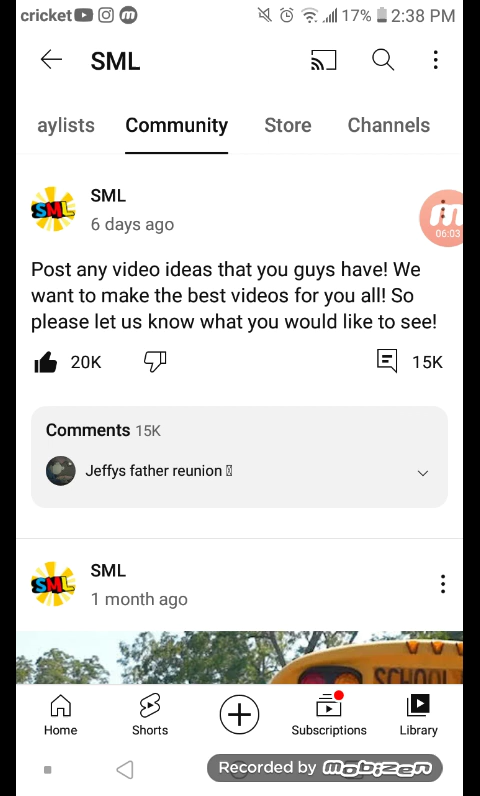 cricket 17% 2:38 PM
SML
aylists Community Store Channels
SML
6 days ago
06:03
Post any video ideas that you guys have! We
want to make the best videos for you all! So
please let us know what you would like to see!
20K 15K
Comments 15K
Jeffys father reunion
SML
1 month ago
SCHOOL
Home Shorts Subscriptions Library
Recorded by mobizen